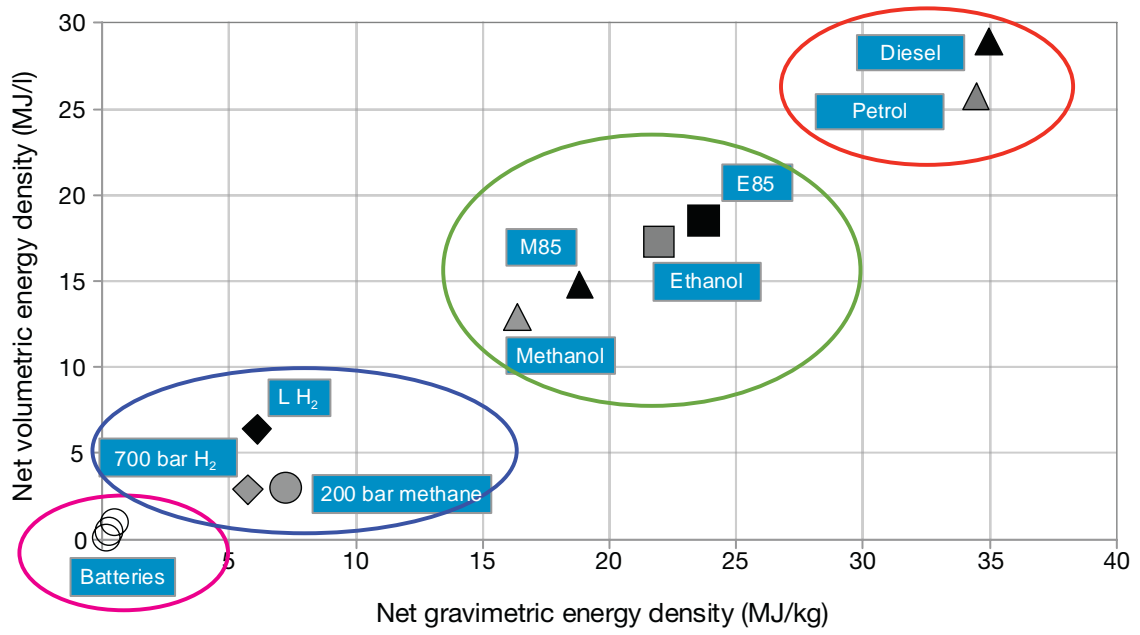 Net volumetric energy density (MJ/l)
30
25
20
15
10
5
0
Diesel
Petrol
E85
M85
Ethanol
Methanol
L H₂
700 bar H₂
200 bar methane
Batteries
5
10
15
20
25
30
35
40
Net gravimetric energy density (MJ/kg)